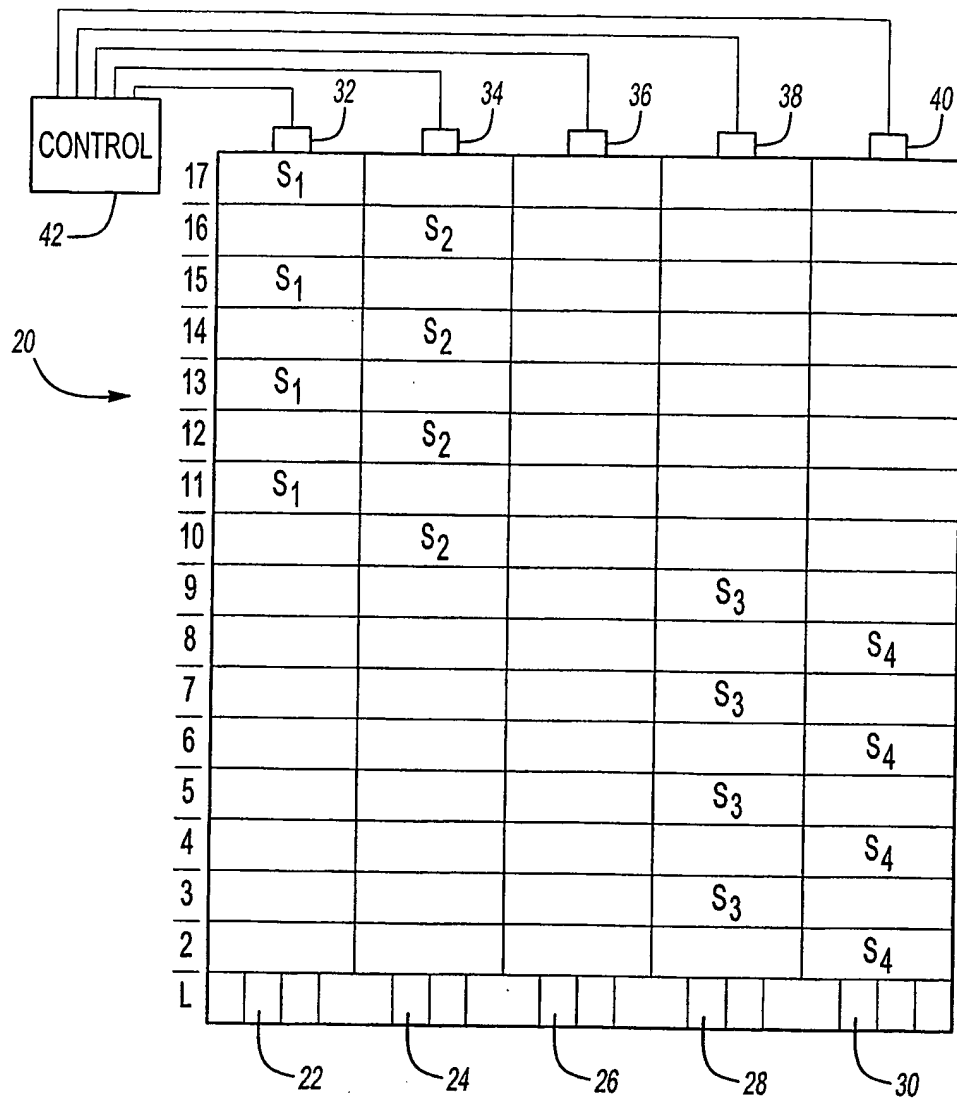 32 34 36 38 40
CONTROL
42
17 S1
16 S2
15 S1
14 S2
20
13 S1
12 S2
11 S1
10 S2
9 S3
8 S4
7 S3
6 S4
5 S3
4 S4
3 S3
2 S4
L
22 24 26 28 30